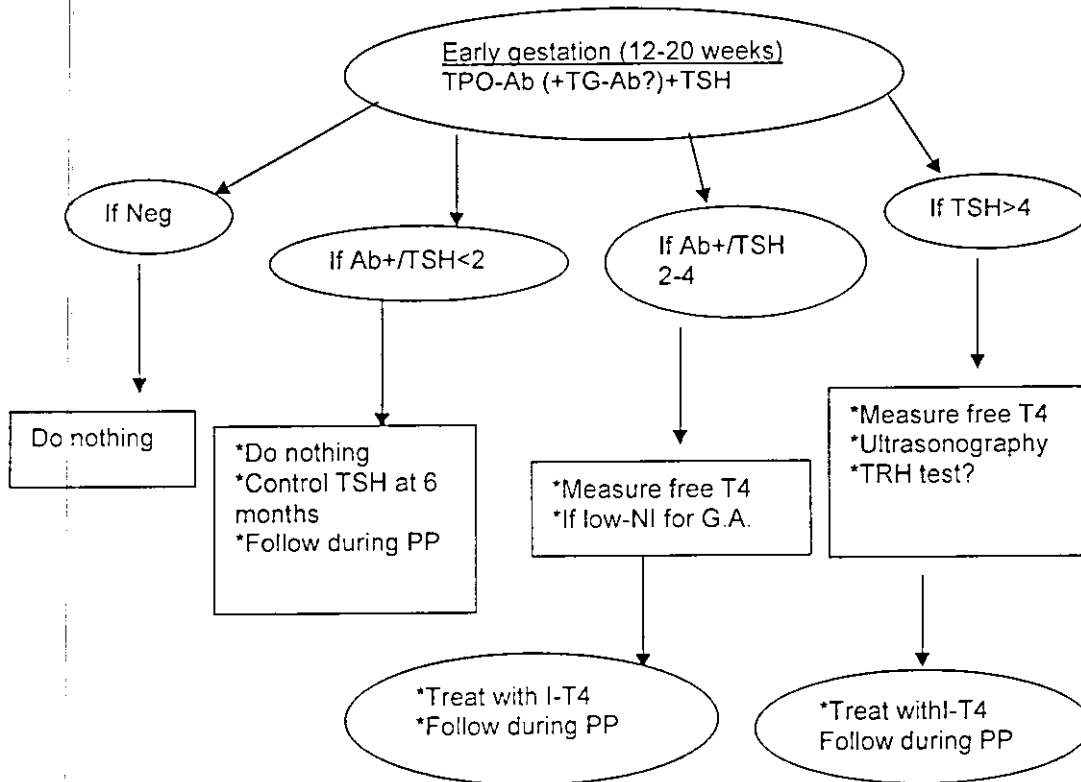 Early gestation (12-20 weeks)
TPO-Ab (+TG-Ab?)+TSH
If Neg
If Ab+/TSH<2
If Ab+/TSH
2-4
If TSH>4
Do nothing
*Do nothing
*Control TSH at 6
months
*Follow during PP
*Measure free T4
*If low-Nl for G.A.
*Measure free T4
*Ultrasonography
*TRH test?
*Treat with l-T4
*Follow during PP
*Treat withl-T4
Follow during PP